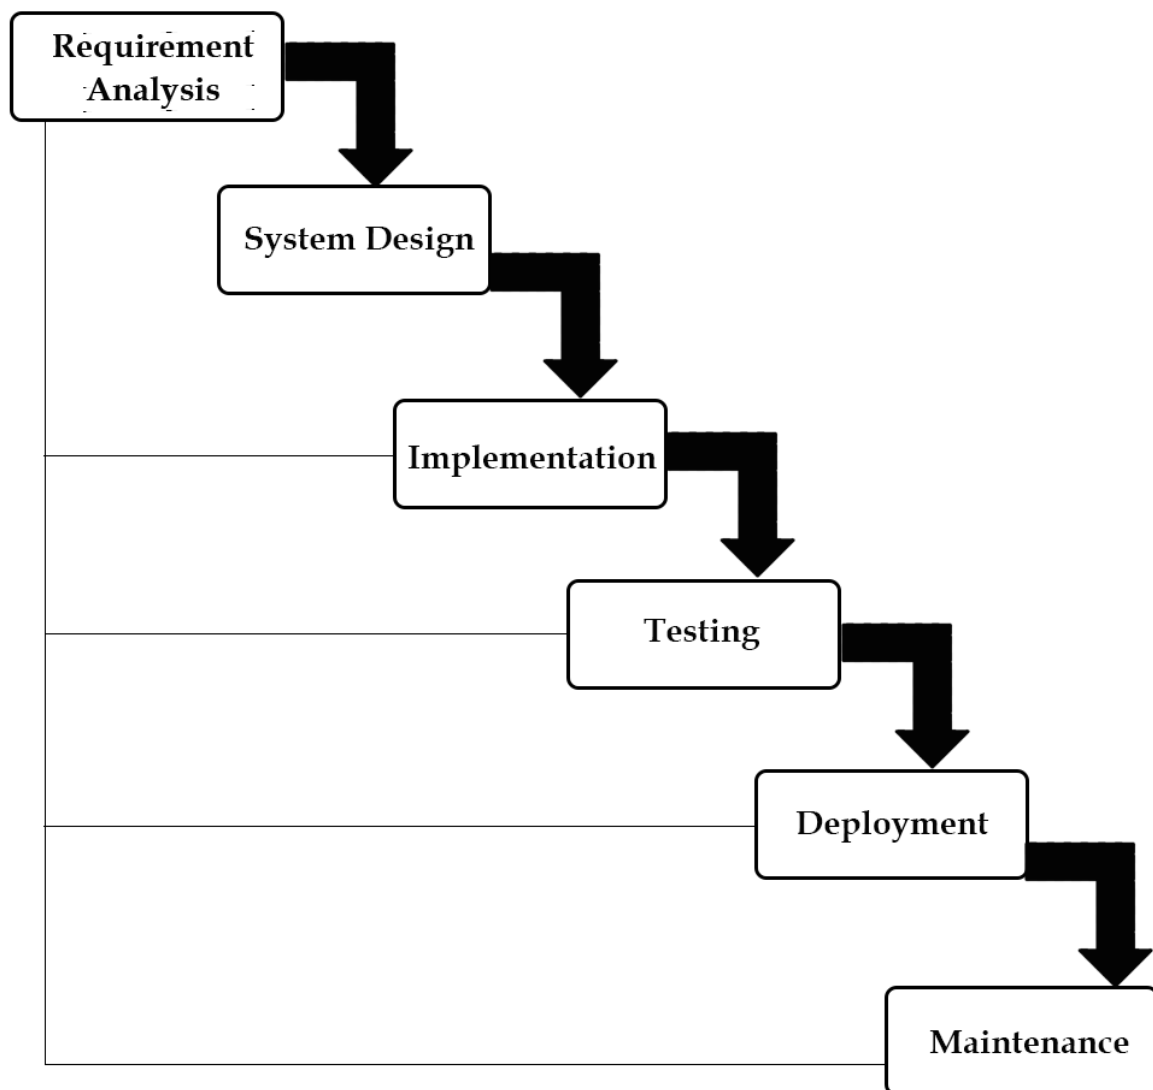 Requirement
Analysis
System Design
Implementation
Testing
Deployment
Maintenance